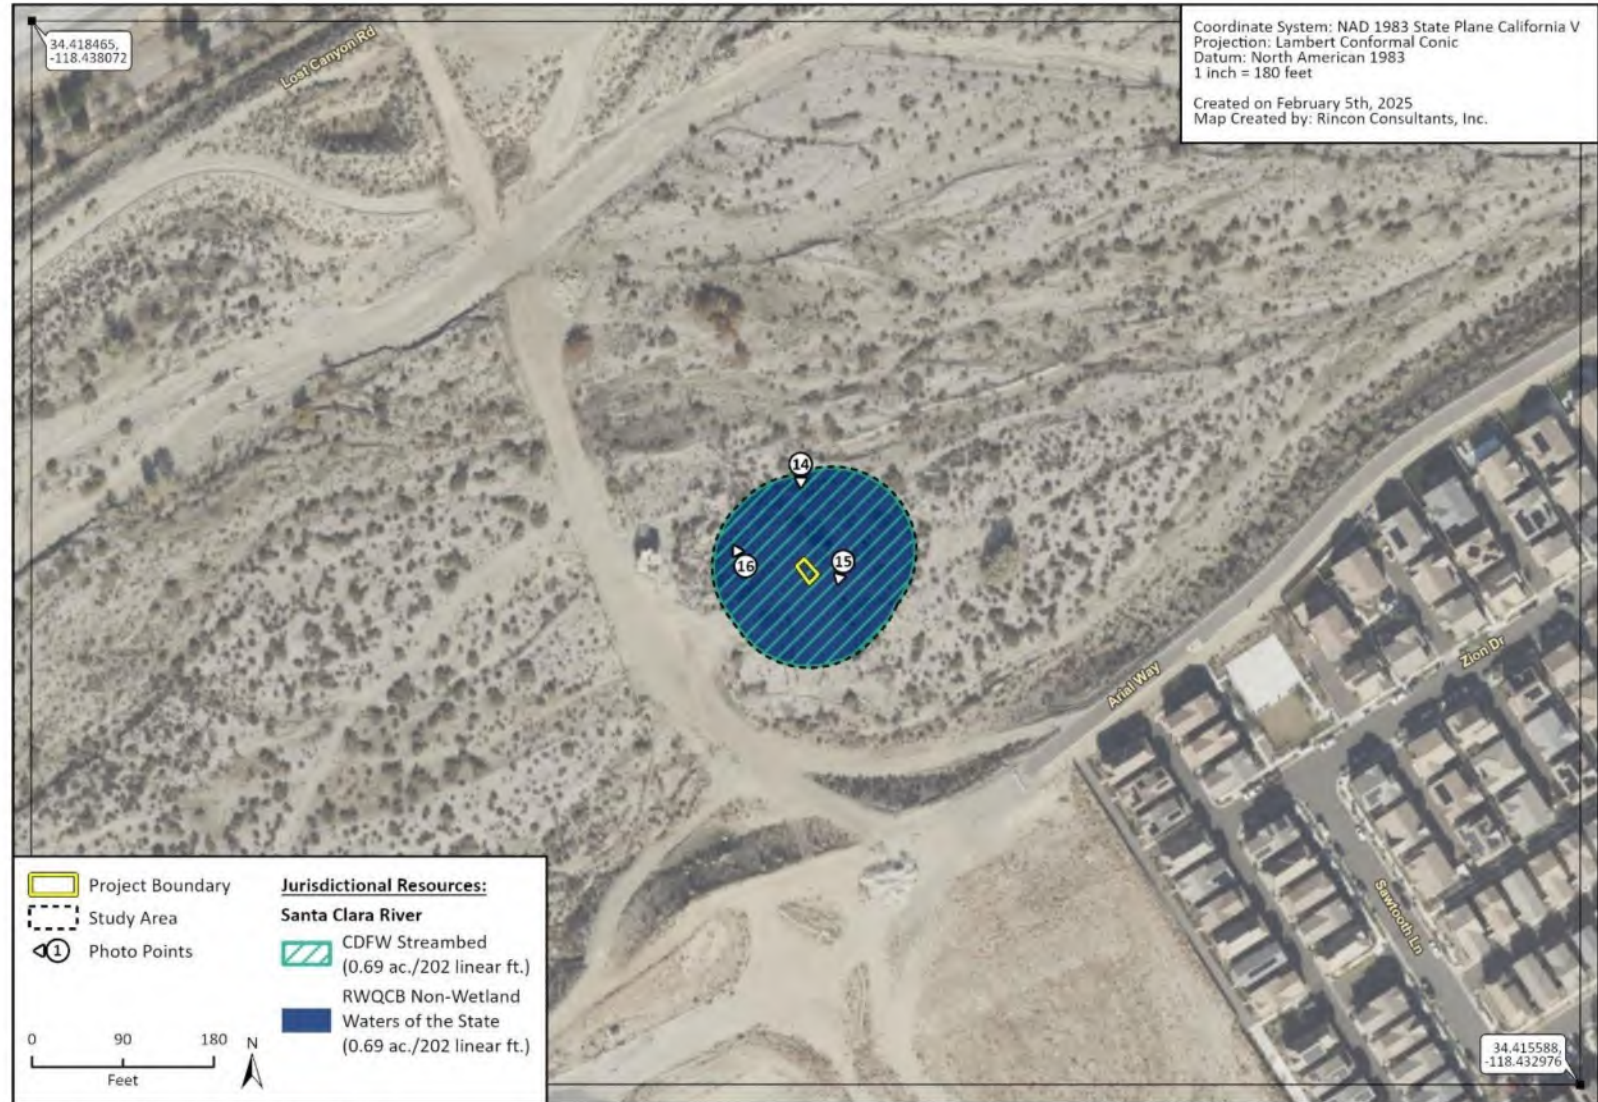 34.418465,
-118.438072
Lost Canyon Rd
Coordinate System: NAD 1983 State Plane California V
Projection: Lambert Conformal Conic
Datum: North American 1983
1 inch = 180 feet
Created on February 5th, 2025
Map Created by: Rincon Consultants, Inc.
14
16
15
Arial Way
Zion Dr
Sawtooth Ln
Project Boundary
Study Area
1 Photo Points
Jurisdictional Resources:
Santa Clara River
CDFW Streambed
(0.69 ac./202 linear ft.)
RWQCB Non-Wetland
Waters of the State
(0.69 ac./202 linear ft.)
0 90 180
Feet
N
34.415588,
-118.432976